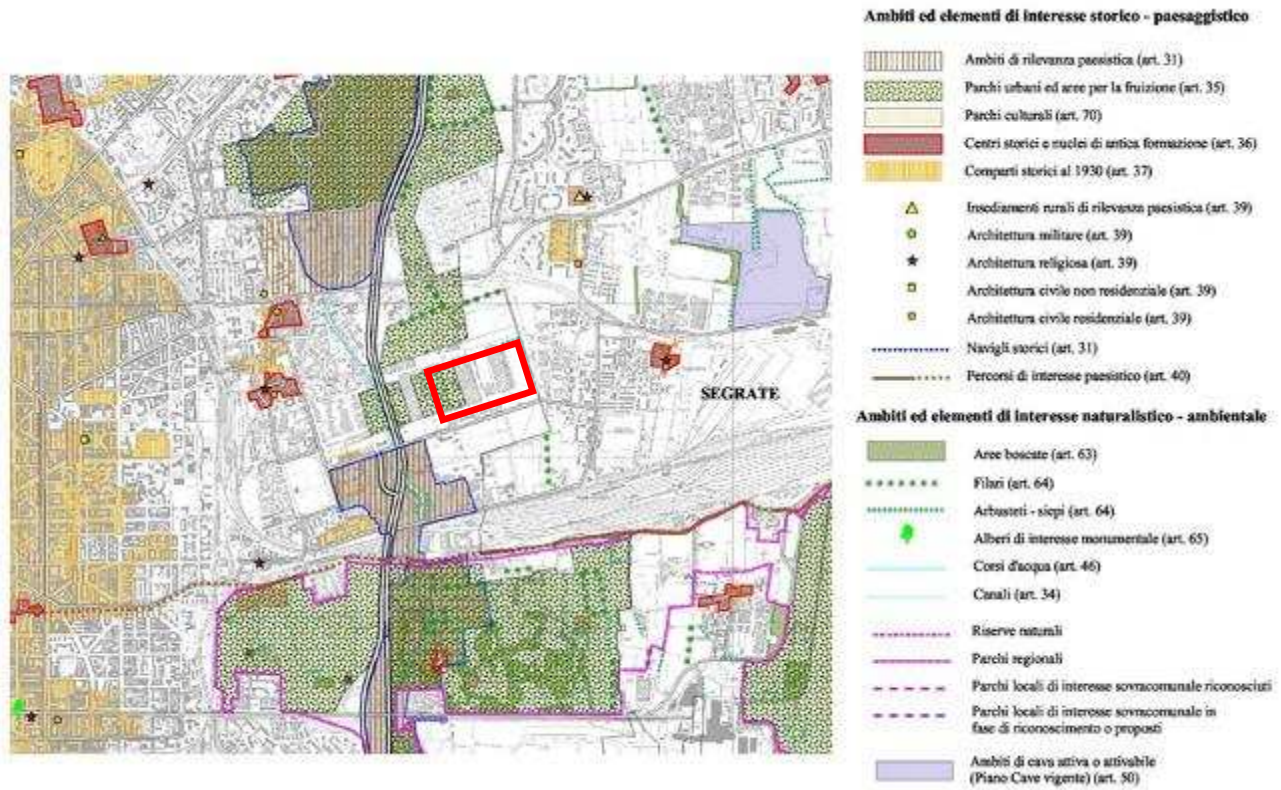 Ambiti ed elementi di interesse storico - paesaggistico
Ambiti di rilevanza paesistica (art. 31)
Parchi urbani ed aree per la fruizione (art. 35)
Parchi culturali (art. 70)
Centri storici e nuclei di antica formazione (art. 36)
Comparti storici al 1930 (art. 37)
Insediamenti rurali di rilevanza paesistica (art. 39)
Architettura militare (art. 39)
Architettura religiosa (art. 39)
Architettura civile non residenziale (art. 39)
Architettura civile residenziale (art. 39)
Navigli storici (art. 31)
Percorsi di interesse paesistico (art. 40)
SEGRATE
Ambiti ed elementi di interesse naturalistico - ambientale
Aree boscate (art. 63)
Filari (art. 64)
Arbusteti - siepi (art. 64)
Alberi di interesse monumentale (art. 65)
Corsi d'acqua (art. 46)
Canali (art. 34)
Riserve naturali
Parchi regionali
Parchi locali di interesse sovracomunale riconosciuti
Parchi locali di interesse sovracomunale in
fase di riconoscimento o proposti
Ambiti di cava attiva o attivabile
(Piano Cave vigente) (art. 50)